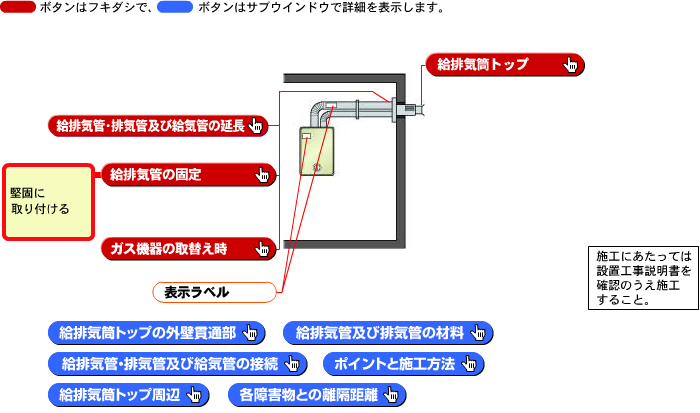 ボタンはフキダシで、 ボタンはサブウインドウで詳細を表示します。
給排気筒トップ
給排気管・排気管及び給気管の延長
給排気管の固定
堅固に
取り付ける
ガス機器の取替え時
施工にあたっては
設置工事説明書を
確認のうえ施工
すること。
表示ラベル
給排気筒トップの外壁貫通部
給排気管及び排気管の材料
給排気管・排気管及び給気管の接続
ポイントと施工方法
給排気筒トップ周辺
各障害物との離隔距離